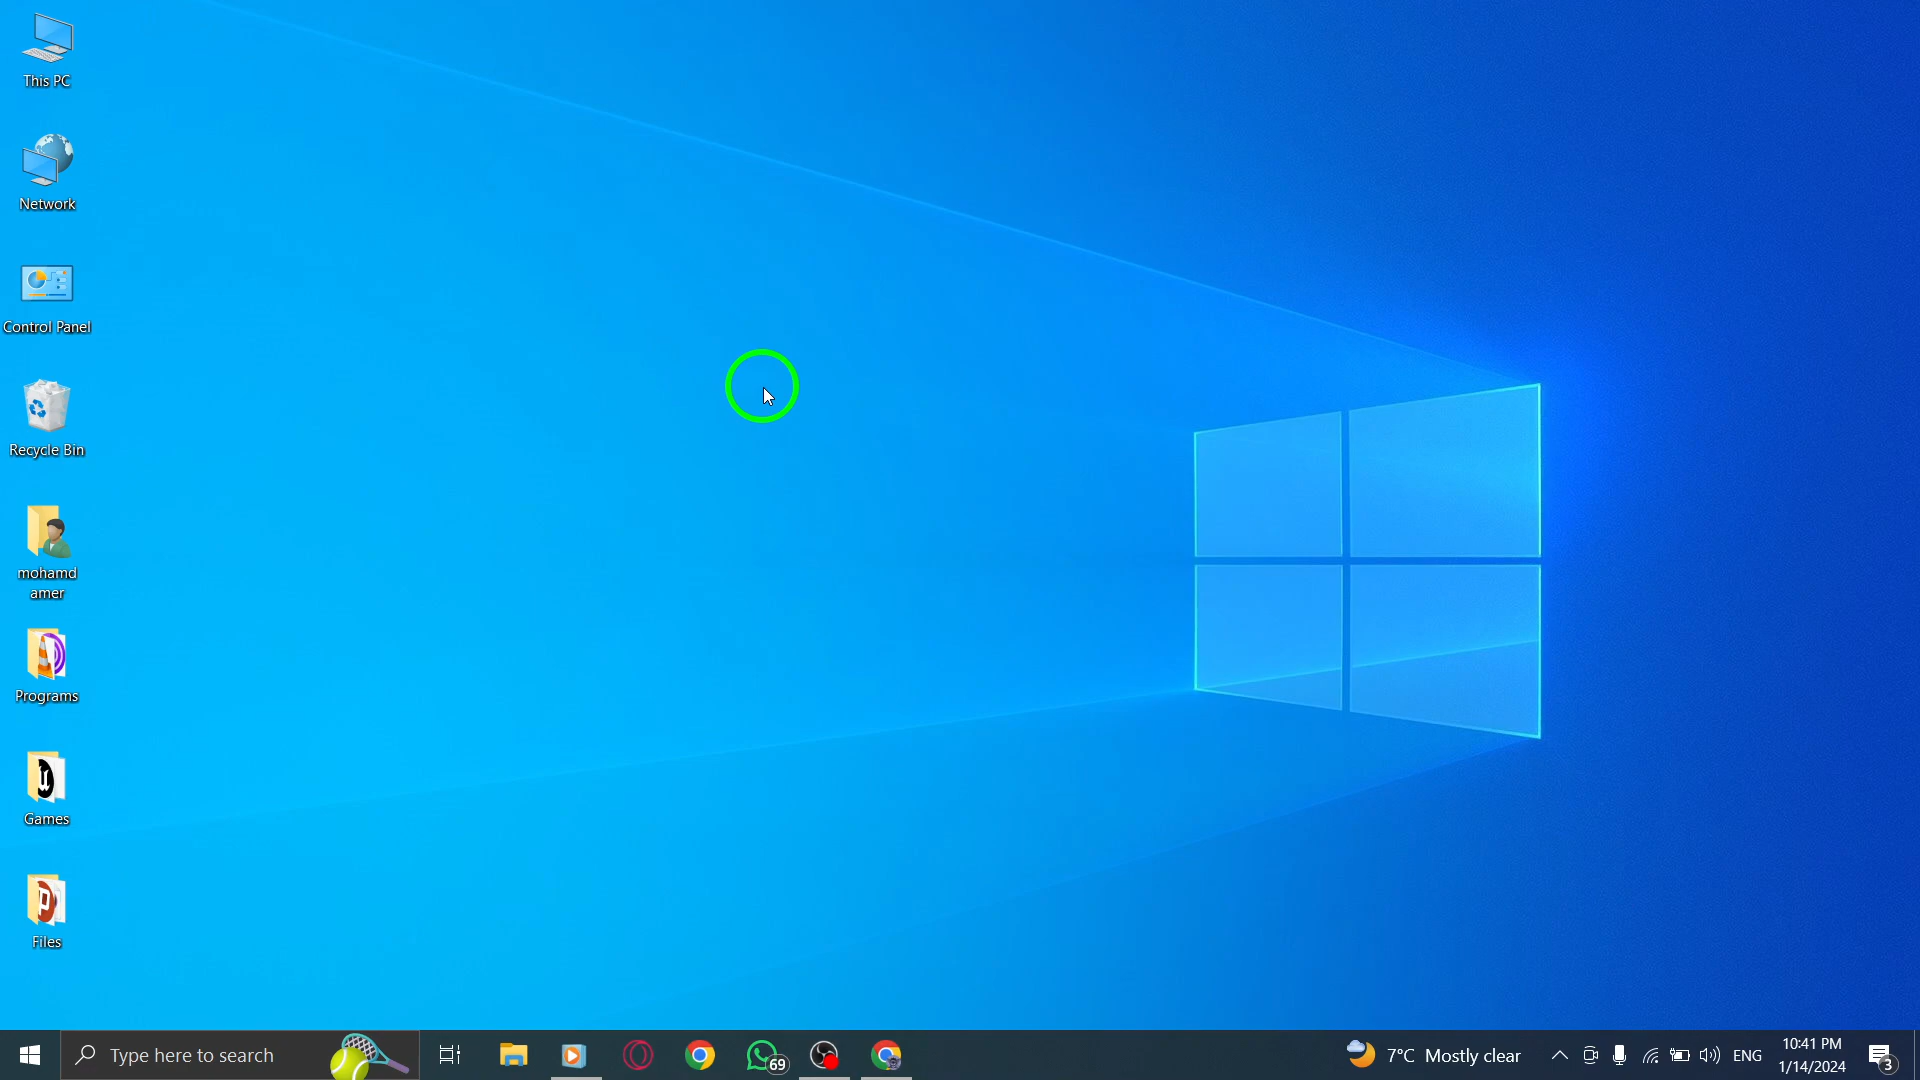 This PC
Network
Control Panel
Recycle Bin
mohamd
amer
Programs
Games
Files
Type here to search
69
7°C Mostly clear
ENG
10:41 PM
1/14/2024
3